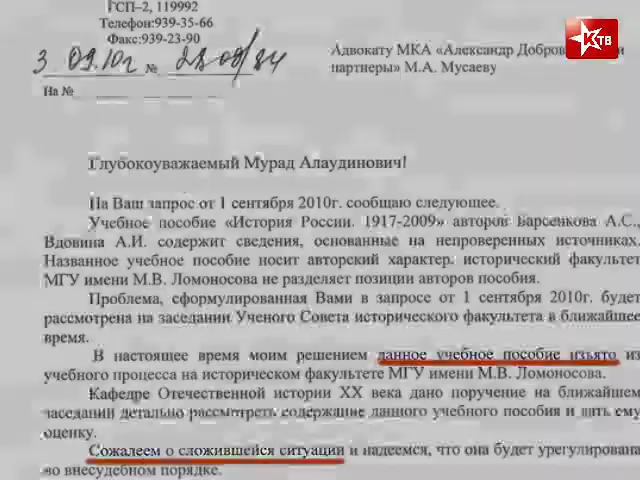 ГСП–2, 119992
Телефон:939-35-66
Факс:939-23-90
КТВ
3 09.10г № 2809/34
На №
Адвокату МКА «Александр Добров и
партнеры» М.А. Мусаеву
Глубокоуважаемый Мурад Алаудинович!
На Ваш запрос от 1 сентября 2010г. сообщаю следующее.
Учебное пособие «История России. 1917-2009» авторов Барсенкова А.С.,
Вдовина А.И. содержит сведения, основанные на непроверенных источниках.
Названное учебное пособие носит авторский характер. исторический факультет
МГУ имени М.В. Ломоносова не разделяет позиции авторов пособия.
Проблема, сформулированная Вами в запросе от 1 сентября 2010г. будет
рассмотрена на заседании Ученого Совета исторического факультета в ближайшее
время.
В настоящее время моим решением данное учебное пособие изъято из
учебного процесса на историческом факультете МГУ имени М.В. Ломоносова.
Кафедре Отечественной истории XX века дано поручение на ближайшем
заседании детально рассмотреть содержание данного учебного пособия и дать ему
оценку.
Сожалеем о сложившейся ситуации и надеемся, что она будет урегулирована
во внесудебном порядке.